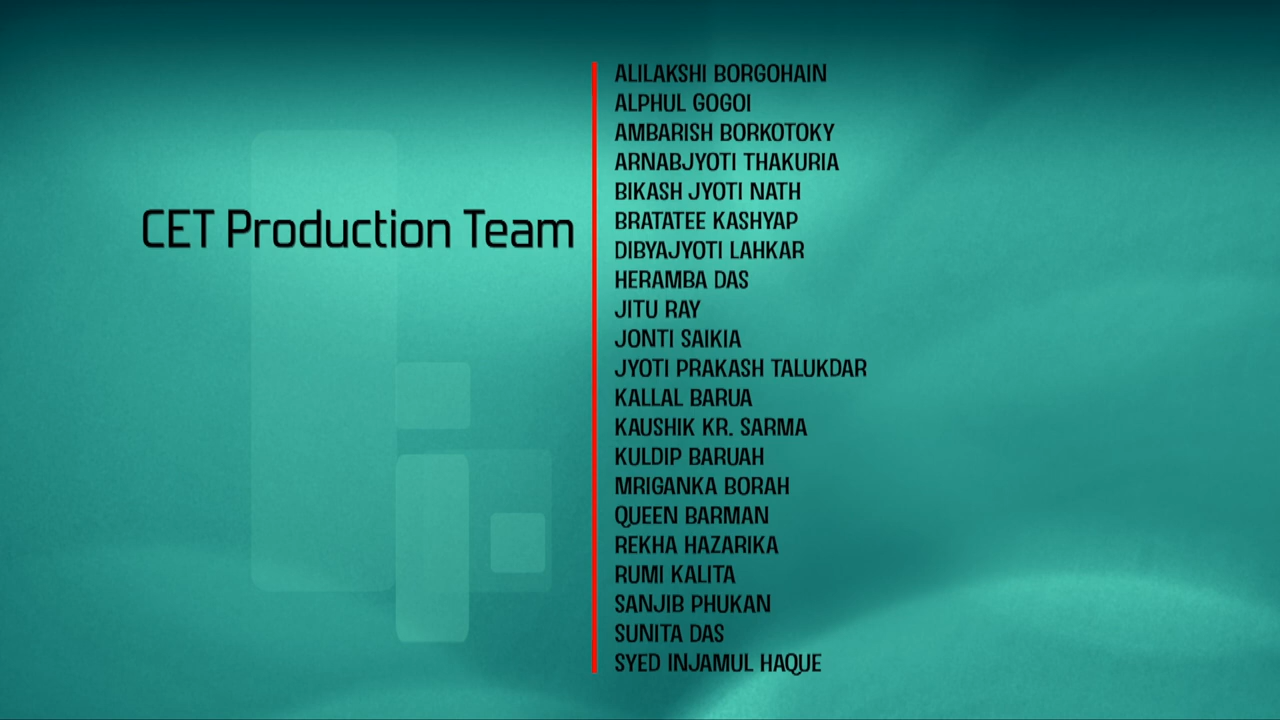 CET Production Team
ALILAKSHI BORGOHAIN
ALPHUL GOGOI
AMBARISH BORKOTOKY
ARNABJYOTI THAKURIA
BIKASH JYOTI NATH
BRATATEE KASHYAP
DIBYAJYOTI LAHKAR
HERAMBA DAS
JITU RAY
JONTI SAIKIA
JYOTI PRAKASH TALUKDAR
KALLAL BARUA
KAUSHIK KR. SARMA
KULDIP BARUAH
MRIGANKA BORAH
QUEEN BARMAN
REKHA HAZARIKA
RUMI KALITA
SANJIB PHUKAN
SUNITA DAS
SYED INJAMUL HAQUE